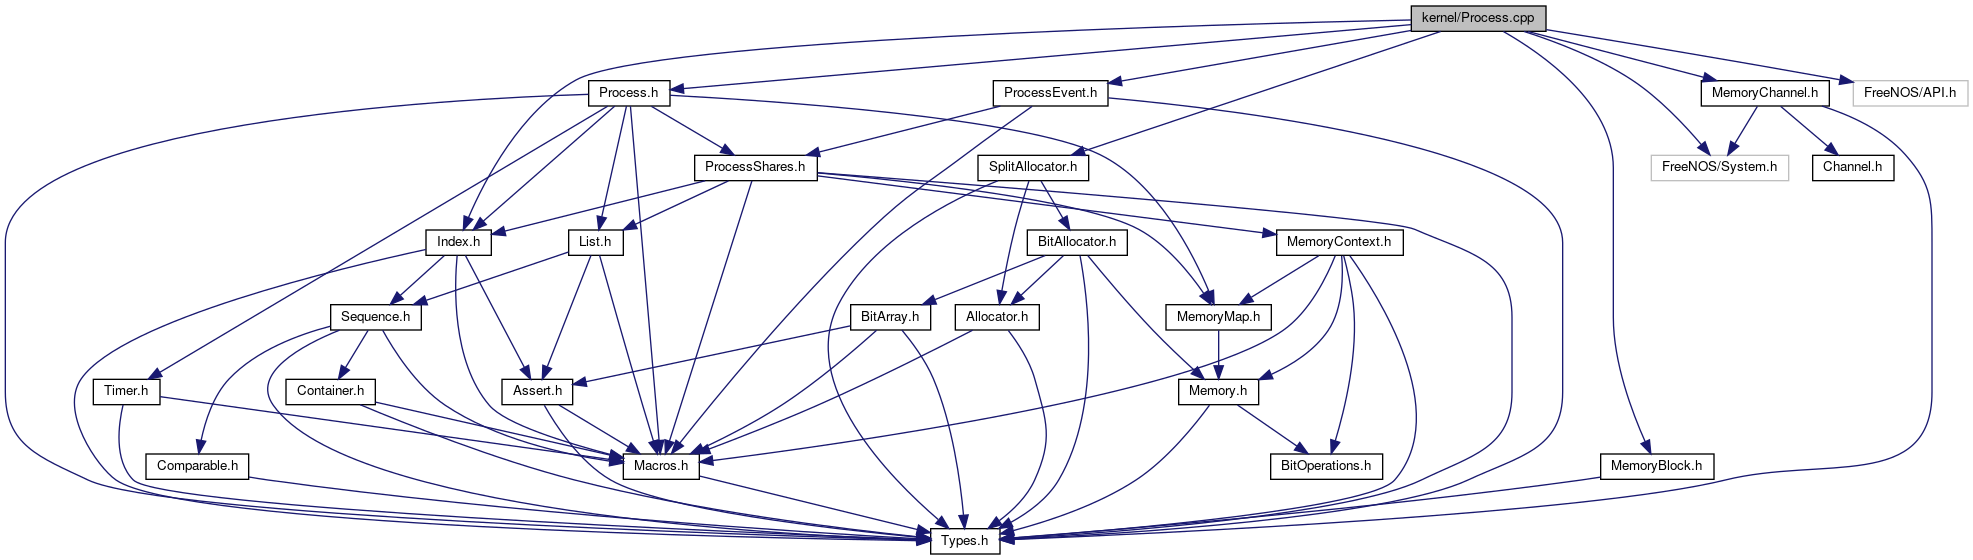 kernel/Process.cpp
Process.h
ProcessEvent.h
MemoryChannel.h
FreeNOS/API.h
ProcessShares.h
SplitAllocator.h
FreeNOS/System.h
Channel.h
Index.h
List.h
BitAllocator.h
MemoryContext.h
Sequence.h
BitArray.h
Allocator.h
MemoryMap.h
Timer.h
Container.h
Assert.h
Memory.h
Comparable.h
Macros.h
BitOperations.h
MemoryBlock.h
Types.h